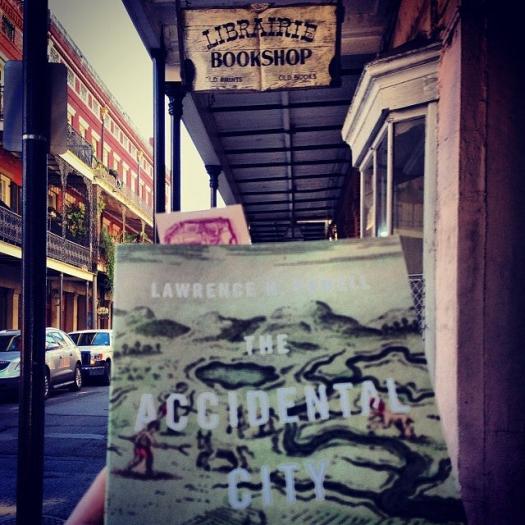 LIBRAIRIE
BOOKSHOP
OLD PRINTS OLD BOOKS
LAWRENCE N. POWELL
THE
ACCIDENTAL
CITY